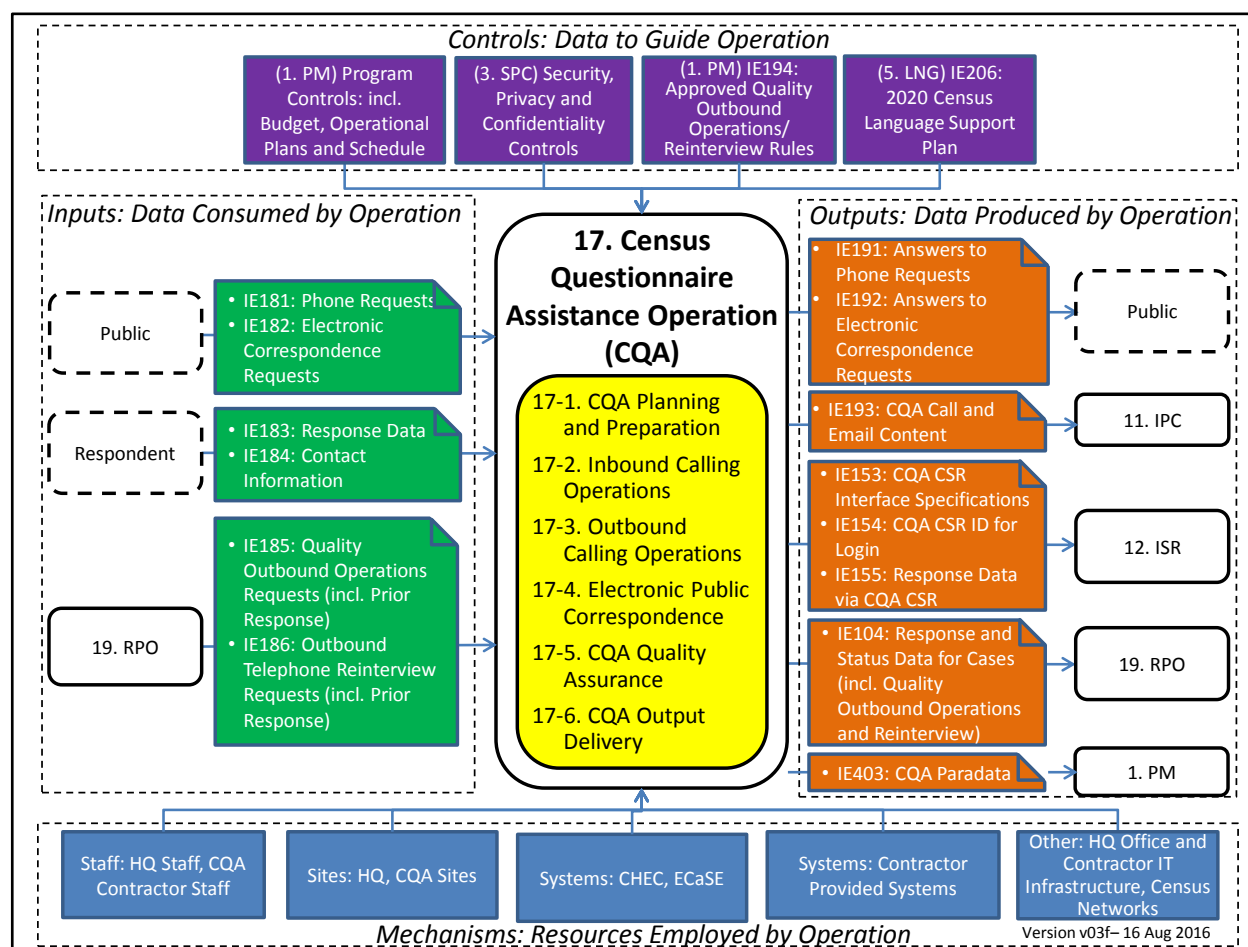 Controls: Data to Guide Operation
(1. PM) Program
Controls: incl.
Budget, Operational
Plans and Schedule
(3. SPC) Security,
Privacy and
Confidentiality
Controls
(1. PM) IE194:
Approved Quality
Outbound
Operations/
Reinterview Rules
(5. LNG) IE206:
2020 Census
Language Support
Plan
Inputs: Data Consumed by Operation
Public
• IE181: Phone Requests
• IE182: Electronic
Correspondence
Requests
Respondent
• IE183: Response Data
• IE184: Contact
Information
19. RPO
• IE185: Quality
Outbound Operations
Requests (incl. Prior
Response)
• IE186: Outbound
Telephone Reinterview
Requests (incl. Prior
Response)
17. Census
Questionnaire
Assistance Operation
(CQA)
17-1. CQA Planning
and Preparation
17-2. Inbound Calling
Operations
17-3. Outbound
Calling Operations
17-4. Electronic Public
Correspondence
17-5. CQA Quality
Assurance
17-6. CQA Output
Delivery
Outputs: Data Produced by Operation
• IE191: Answers to
Phone Requests
• IE192: Answers to
Electronic
Correspondence
Requests
Public
• IE193: CQA Call and
Email Content
11. IPC
• IE153: CQA CSR
Interface Specifications
• IE154: CQA CSR ID for
Login
• IE155: Response Data
via CQA CSR
12. ISR
• IE104: Response and
Status Data for Cases
(incl. Quality
Outbound Operations
and Reinterview)
19. RPO
• IE403: CQA Paradata
1. PM
Staff: HQ Staff, CQA
Contractor Staff
Sites: HQ, CQA Sites
Systems: CHEC, ECaSE
Systems: Contractor
Provided Systems
Other: HQ Office and
Contractor IT
Infrastructure, Census
Networks
Mechanisms: Resources Employed by Operation
Version v03f– 16 Aug 2016